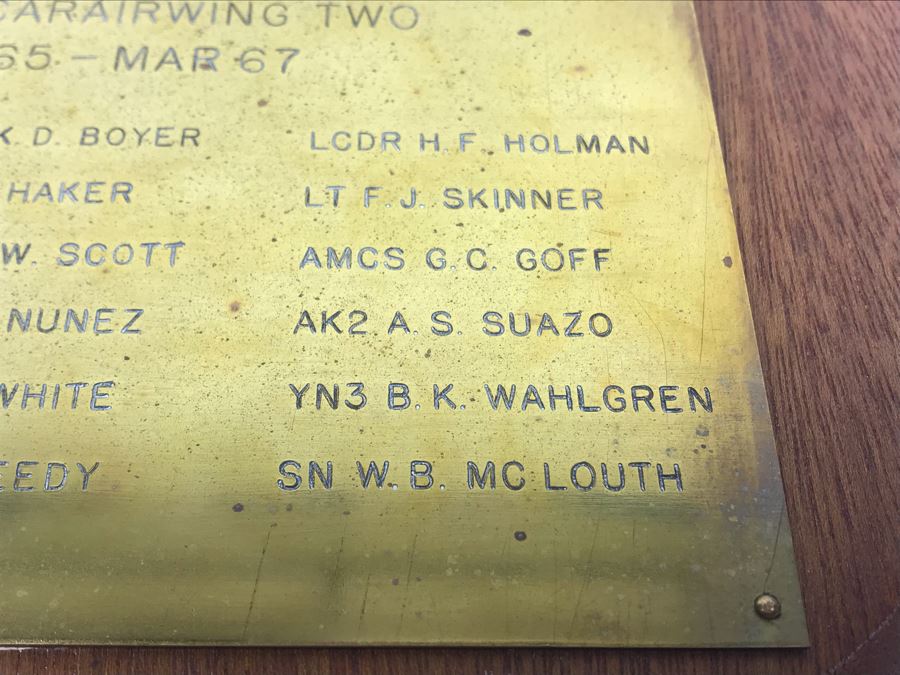 CARAIRWING TWO
65 - MAR 67
K. D. BOYER LCDR H. F. HOLMAN
HAKER LT F. J. SKINNER
W. SCOTT AMCS G. C. GOFF
NUNEZ AK2 A. S. SUAZO
WHITE YN3 B. K. WAHLGREN
EEDY SN W. B. MC LOUTH